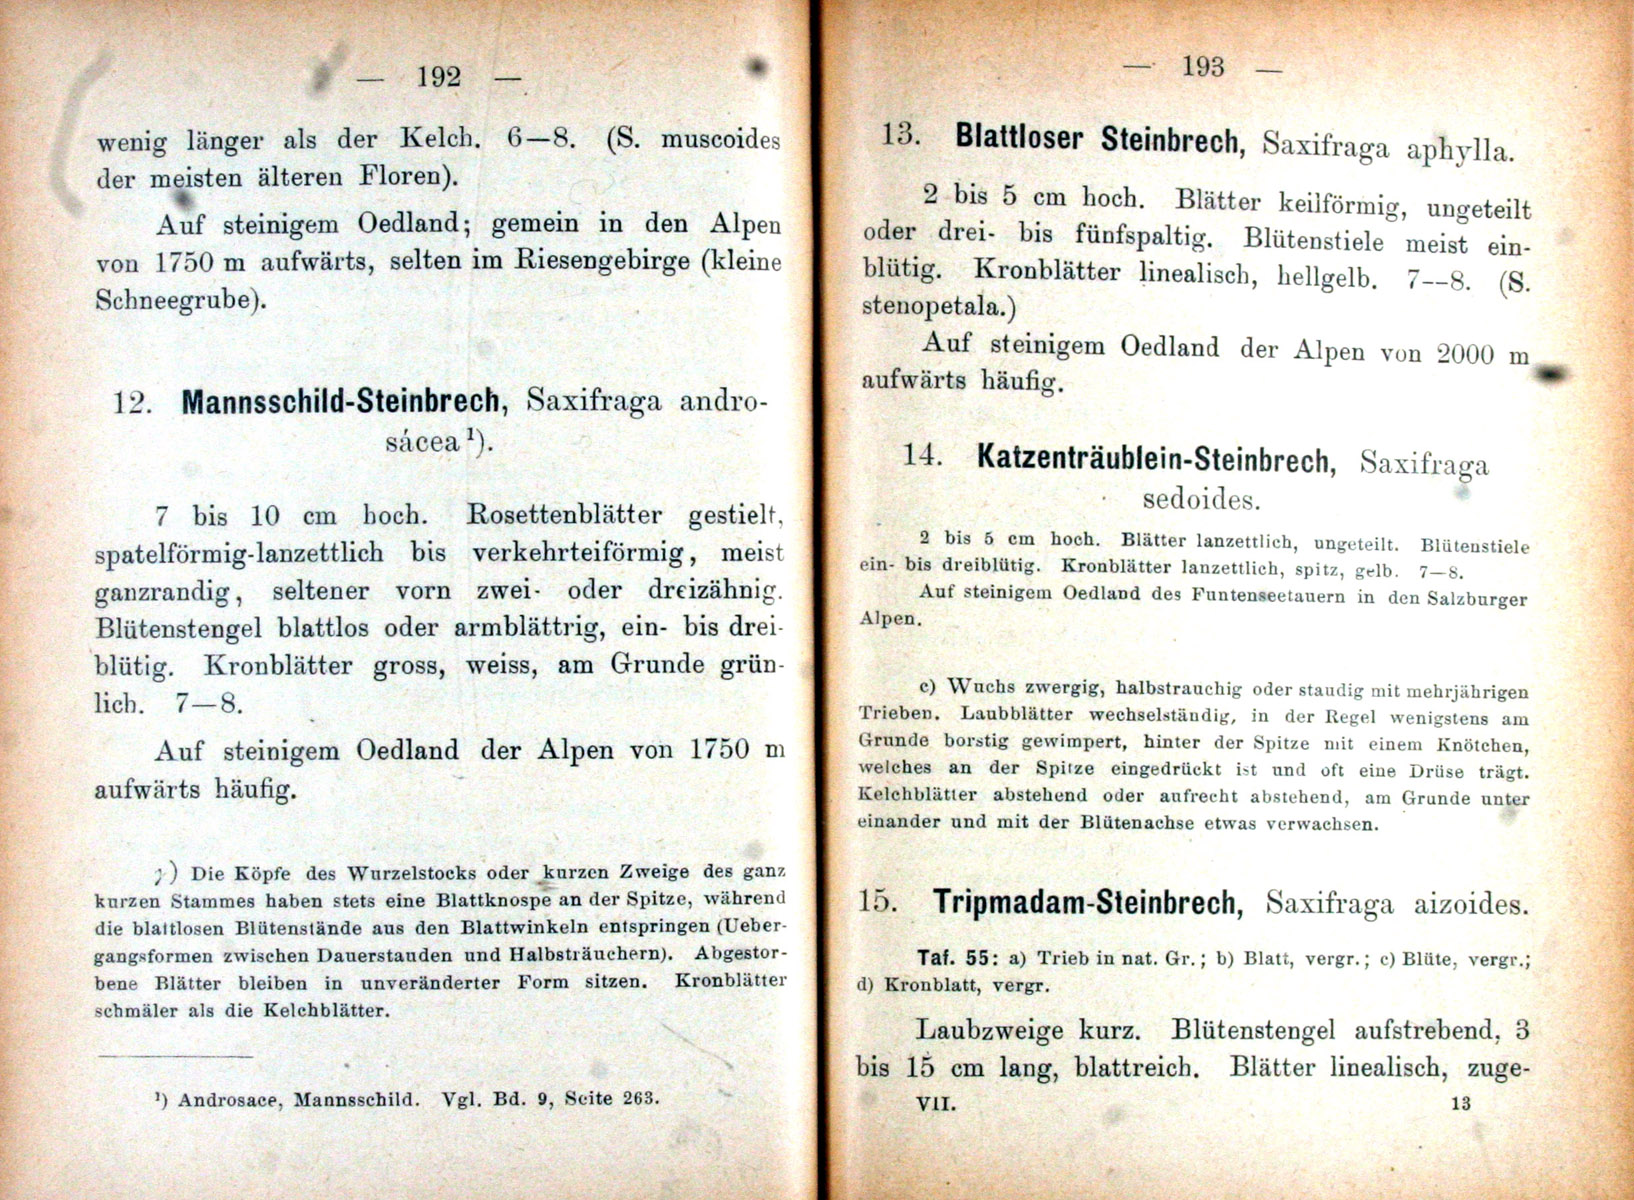 — 192 —
wenig länger als der Kelch. 6—8. (S. muscoides
der meisten älteren Floren).
Auf steinigem Oedland; gemein in den Alpen
von 1750 m aufwärts, selten im Riesengebirge (kleine
Schneegrube).
12. Mannsschild-Steinbrech, Saxifraga andro-
sácea ¹).
7 bis 10 cm hoch. Rosettenblätter gestielt,
spatelförmig-lanzettlich bis verkehrteiförmig, meist
ganzrandig, seltener vorn zwei- oder dreizähnig.
Blütenstengel blattlos oder armblättrig, ein- bis drei-
blütig. Kronblätter gross, weiss, am Grunde grün-
lich. 7—8.
Auf steinigem Oedland der Alpen von 1750 m
aufwärts häufig.
) Die Köpfe des Wurzelstocks oder kurzen Zweige des ganz
kurzen Stammes haben stets eine Blattknospe an der Spitze, während
die blattlosen Blütenstände aus den Blattwinkeln entspringen (Ueber-
gangsformen zwischen Dauerstauden und Halbsträuchern). Abgestor-
bene Blätter bleiben in unveränderter Form sitzen. Kronblätter
schmäler als die Kelchblätter.
¹) Androsace, Mannsschild. Vgl. Bd. 9, Seite 263.
— 193 —
13. Blattloser Steinbrech, Saxifraga aphylla.
2 bis 5 cm hoch. Blätter keilförmig, ungeteilt
oder drei- bis fünfspaltig. Blütenstiele meist ein-
blütig. Kronblätter linealisch, hellgelb. 7--8. (S.
stenopetala.)
Auf steinigem Oedland der Alpen von 2000 m
aufwärts häufig.
14. Katzenträublein-Steinbrech, Saxifraga
sedoides.
2 bis 5 cm hoch. Blätter lanzettlich, ungeteilt. Blütenstiele
ein- bis dreiblütig. Kronblätter lanzettlich, spitz, gelb. 7—8.
Auf steinigem Oedland des Funtenseetauern in den Salzburger
Alpen.
c) Wuchs zwergig, halbstrauchig oder staudig mit mehrjährigen
Trieben. Laubblätter wechselständig, in der Regel wenigstens am
Grunde borstig gewimpert, hinter der Spitze mit einem Knötchen,
welches an der Spitze eingedrückt ist und oft eine Drüse trägt.
Kelchblätter abstehend oder aufrecht abstehend, am Grunde unter
einander und mit der Blütenachse etwas verwachsen.
15. Tripmadam-Steinbrech, Saxifraga aizoides.
Taf. 55: a) Trieb in nat. Gr.; b) Blatt, vergr.; c) Blüte, vergr.;
d) Kronblatt, vergr.
Laubzweige kurz. Blütenstengel aufstrebend, 3
bis 15 cm lang, blattreich. Blätter linealisch, zuge-
VII. 13